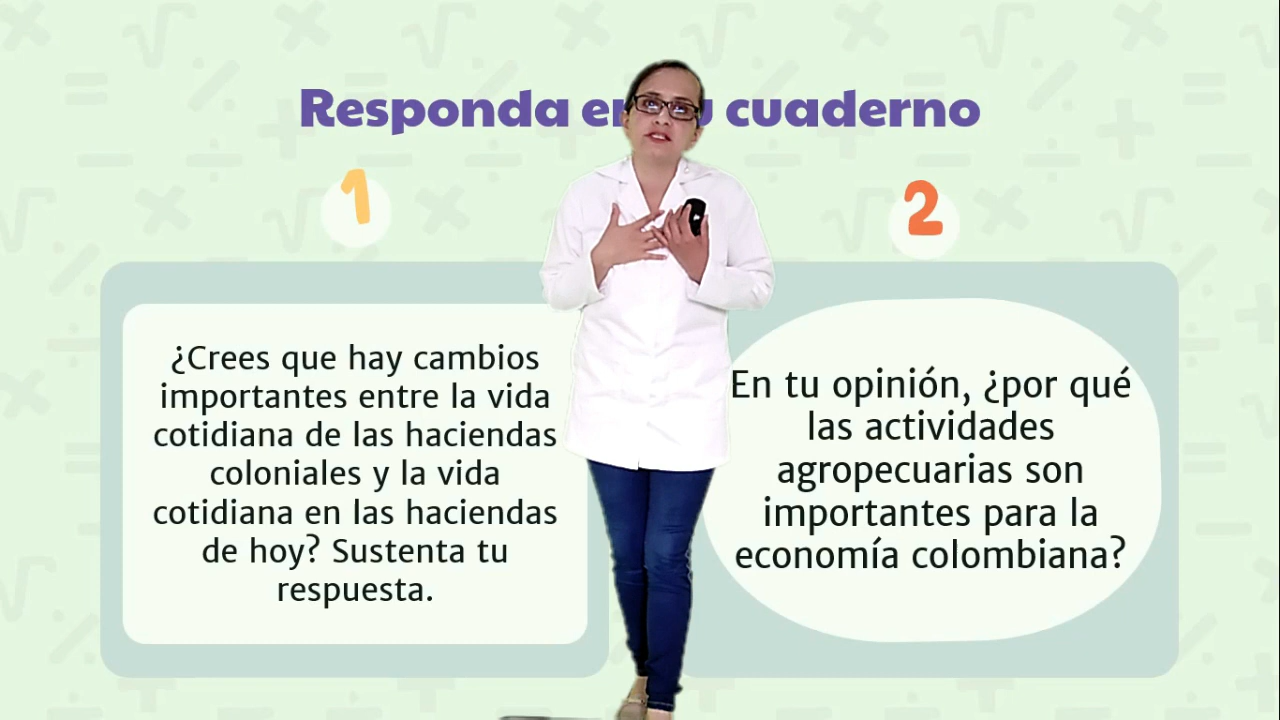 Responda en tu cuaderno
1
¿Crees que hay cambios
importantes entre la vida
cotidiana de las haciendas
coloniales y la vida
cotidiana en las haciendas
de hoy? Sustenta tu
respuesta.
2
En tu opinión, ¿por qué
las actividades
agropecuarias son
importantes para la
economía colombiana?